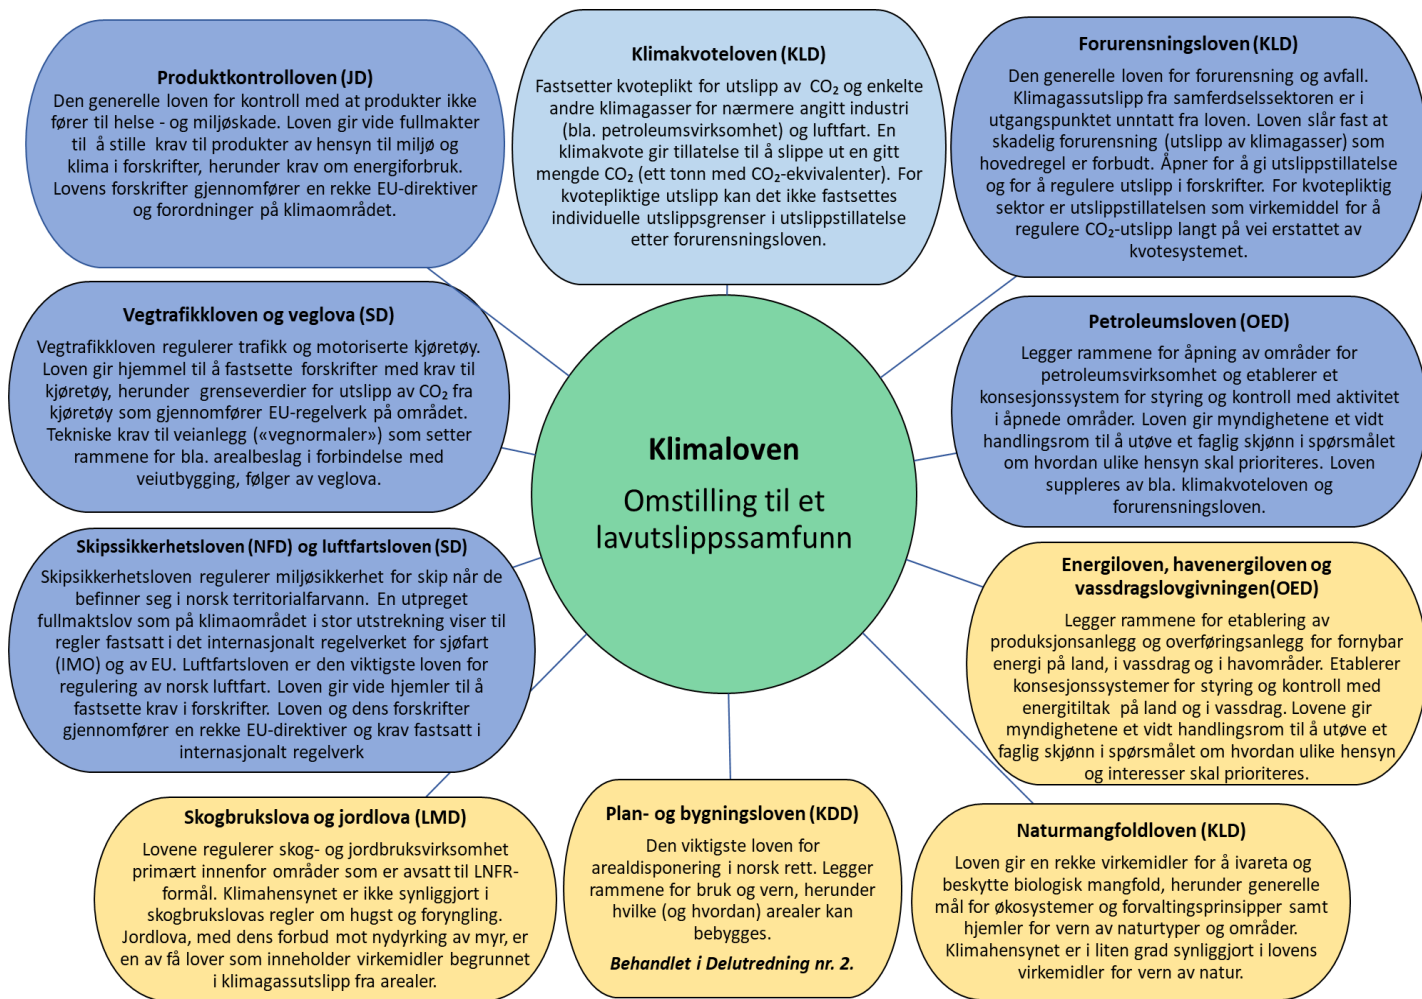 Produktkontrolloven (JD)
Den generelle loven for kontroll med at produkter ikke
fører til helse - og miljøskade. Loven gir vide fullmakter
til å stille krav til produkter av hensyn til miljø og
klima i forskrifter, herunder krav om energiforbruk.
Lovens forskrifter gjennomfører en rekke EU-direktiver
og forordninger på klimaområdet.
Klimakvoteloven (KLD)
Fastsetter kvoteplikt for utslipp av CO₂ og enkelte
andre klimagasser for nærmere angitt industri
(bla. petroleumsvirksomhet) og luftfart. En
klimakvote gir tillatelse til å slippe ut en gitt
mengde CO₂ (ett tonn med CO₂-ekvivalenter). For
kvotepliktige utslipp kan det ikke fastsettes
individuelle utslippsgrenser i utslippstillatelse
etter forurensningsloven.
Forurensningsloven (KLD)
Den generelle loven for forurensning og avfall.
Klimagassutslipp fra samferdselssektoren er i
utgangspunktet unntatt fra loven. Loven slår fast at
skadelig forurensning (utslipp av klimagasser) som
hovedregel er forbudt. Åpner for å gi utslippstillatelse
og for å regulere utslipp i forskrifter. For kvotepliktig
sektor er utslippstillatelsen som virkemiddel for å
regulere CO₂-utslipp langt på vei erstattet av
kvotesystemet.
Vegtrafikkloven og veglova (SD)
Vegtrafikkloven regulerer trafikk og motoriserte kjøretøy.
Loven gir hjemmel til å fastsette forskrifter med krav til
kjøretøy, herunder grenseverdier for utslipp av CO₂ fra
kjøretøy som gjennomfører EU-regelverk på området.
Tekniske krav til veianlegg («vegnormaler») som setter
rammene for bla. arealbeslag i forbindelse med
veiutbygging, følger av veglova.
Klimaloven
Omstilling til et
lavutslippssamfunn
Petroleumsloven (OED)
Legger rammene for åpning av områder for
petroleumsvirksomhet og etablerer et
konsesjonssystem for styring og kontroll med aktivitet
i åpnede områder. Loven gir myndighetene et vidt
handlingsrom til å utøve et faglig skjønn i spørsmålet
om hvordan ulike hensyn skal prioriteres. Loven
suppleres av bla. klimakvoteloven og
forurensningsloven.
Skipssikkerhetsloven (NFD) og luftfartsloven (SD)
Skipsikkerhetsloven regulerer miljøsikkerhet for skip når de
befinner seg i norsk territorialfarvann. En utpreget
fullmaktslov som på klimaområdet i stor utstrekning viser til
regler fastsatt i det internasjonalt regelverket for sjøfart
(IMO) og av EU. Luftfartsloven er den viktigste loven for
regulering av norsk luftfart. Loven gir vide hjemler til å
fastsette krav i forskrifter. Loven og dens forskrifter
gjennomfører en rekke EU-direktiver og krav fastsatt i
internasjonalt regelverk
Energiloven, havenergiloven og
vassdragslovgivningen(OED)
Legger rammene for etablering av
produksjonsanlegg og overføringsanlegg for fornybar
energi på land, i vassdrag og i havområder. Etablerer
konsesjonssystemer for styring og kontroll med
energitiltak på land og i vassdrag. Lovene gir
myndighetene et vidt handlingsrom til å utøve et
faglig skjønn i spørsmålet om hvordan ulike hensyn
og interesser skal prioriteres.
Skogbrukslova og jordlova (LMD)
Lovene regulerer skog- og jordbruksvirksomhet
primært innenfor områder som er avsatt til LNFR-
formål. Klimahensynet er ikke synliggjort i
skogbrukslovas regler om hugst og foryngling.
Jordlova, med dens forbud mot nydyrking av myr, er
en av få lover som inneholder virkemidler begrunnet
i klimagassutslipp fra arealer.
Plan- og bygningsloven (KDD)
Den viktigste loven for
arealdisponering i norsk rett. Legger
rammene for bruk og vern, herunder
hvilke (og hvordan) arealer kan
bebygges.
Behandlet i Delutredning nr. 2.
Naturmangfoldloven (KLD)
Loven gir en rekke virkemidler for å ivareta og
beskytte biologisk mangfold, herunder generelle
mål for økosystemer og forvaltingsprinsipper samt
hjemler for vern av naturtyper og områder.
Klimahensynet er i liten grad synliggjort i lovens
virkemidler for vern av natur.